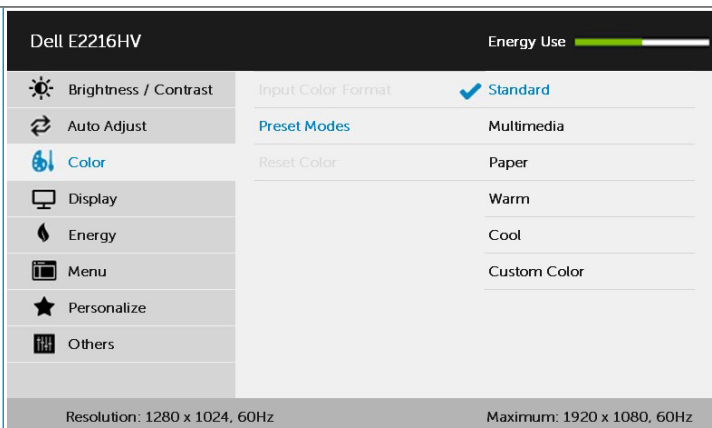 Dell E2216HV Energy Use
Brightness / Contrast Input Color Format Standard
Auto Adjust Preset Modes Multimedia
Color Reset Color Paper
Display Warm
Energy Cool
Menu Custom Color
Personalize
Others
Resolution: 1280 x 1024, 60Hz Maximum: 1920 x 1080, 60Hz